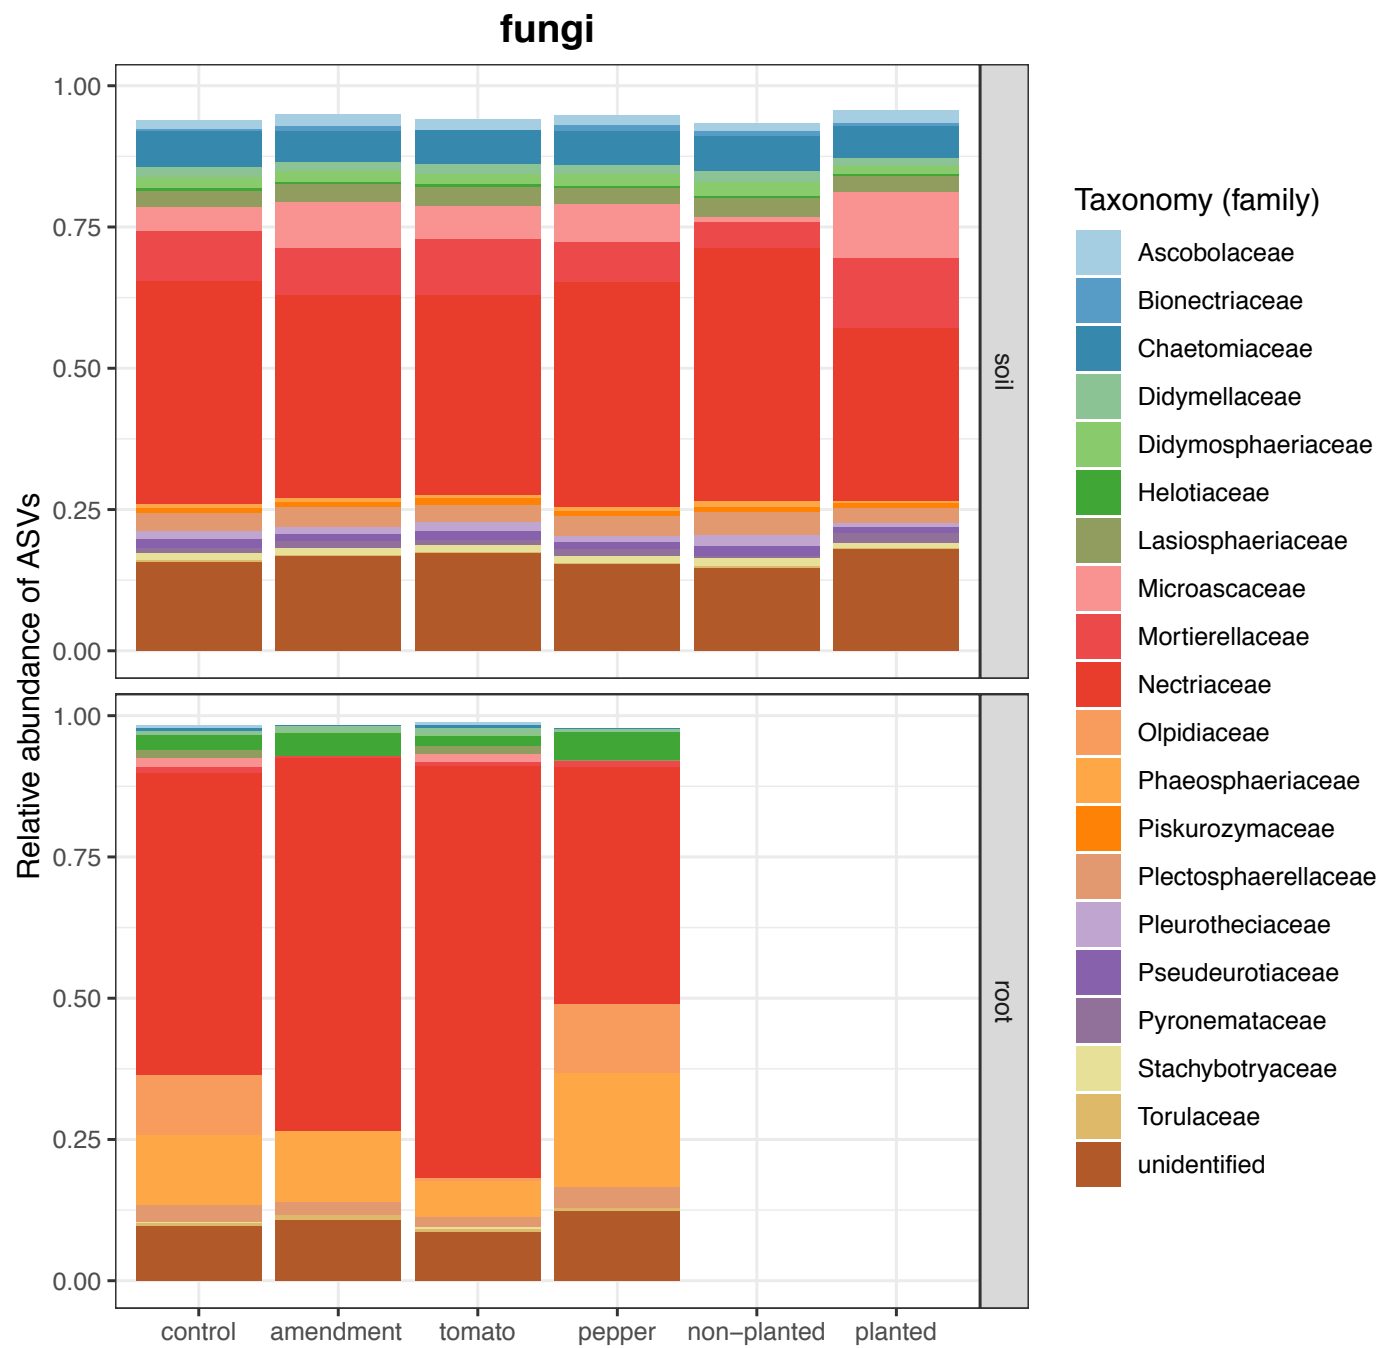 fungi
Relative abundance of ASVs
1.00
0.75
0.50
0.25
0.00
soil
1.00
0.75
0.50
0.25
0.00
root
control amendment tomato pepper non−planted planted
Taxonomy (family)
Ascobolaceae
Bionectriaceae
Chaetomiaceae
Didymellaceae
Didymosphaeriaceae
Helotiaceae
Lasiosphaeriaceae
Microascaceae
Mortierellaceae
Nectriaceae
Olpidiaceae
Phaeosphaeriaceae
Piskurozymaceae
Plectosphaerellaceae
Pleurotheciaceae
Pseudeurotiaceae
Pyronemataceae
Stachybotryaceae
Torulaceae
unidentified